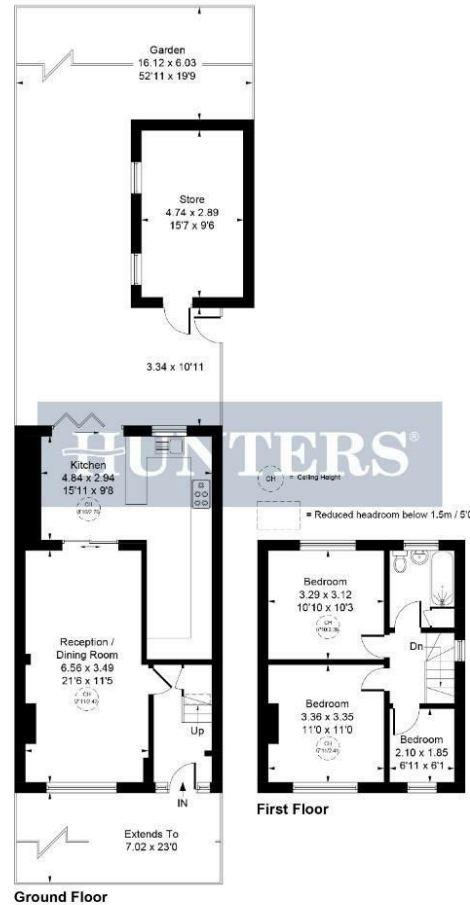 Garden
16.12 x 6.03
52'11 x 19'9
Store
4.74 x 2.89
15'7 x 9'6
3.34 x 10'11
HUNTERS®
Kitchen
4.84 x 2.94
15'11 x 9'8
CH
CH = Ceiling Height
= Reduced headroom below 1.5m / 5'0
Reception /
Dining Room
6.56 x 3.49
21'6 x 11'5
CH
Up
IN
Bedroom
3.29 x 3.12
10'10 x 10'3
CH
Dn
Bedroom
3.36 x 3.35
11'0 x 11'0
CH
Bedroom
2.10 x 1.85
6'11 x 6'1
First Floor
Extends To
7.02 x 23'0
Ground Floor